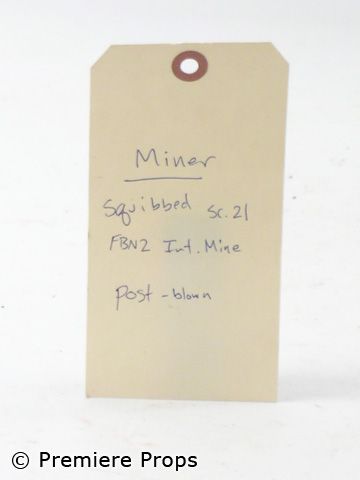 Miner
Squibbed Sc. 21
FBN2 Int. Mine
Post - blown
© Premiere Props